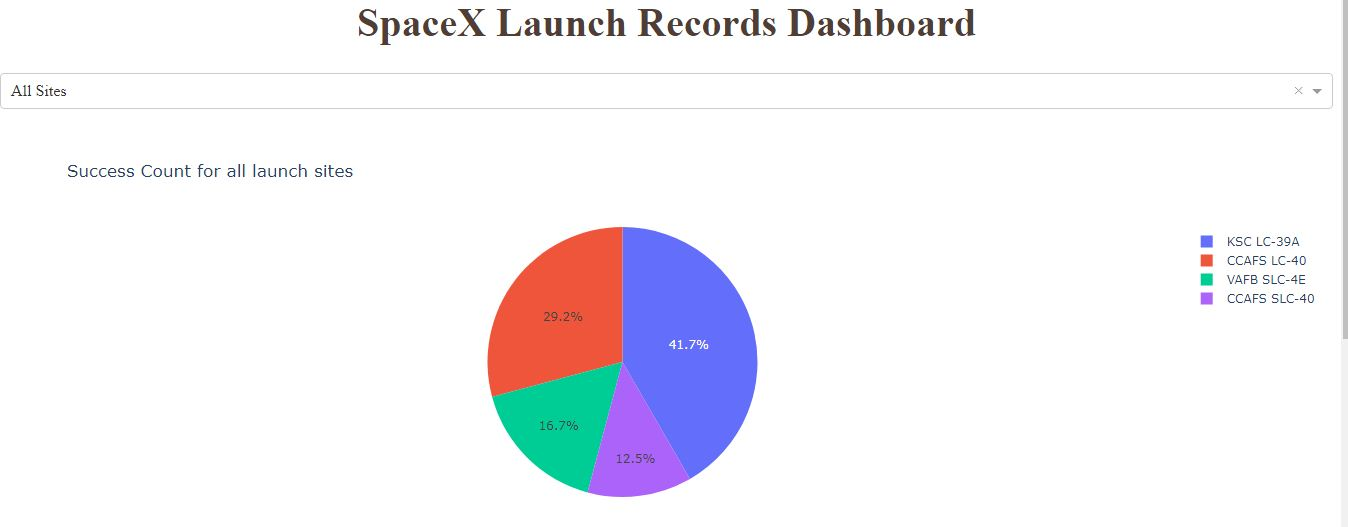 SpaceX Launch Records Dashboard
All Sites
Success Count for all launch sites
KSC LC-39A
CCAFS LC-40
VAFB SLC-4E
CCAFS SLC-40
29.2%
41.7%
16.7%
12.5%